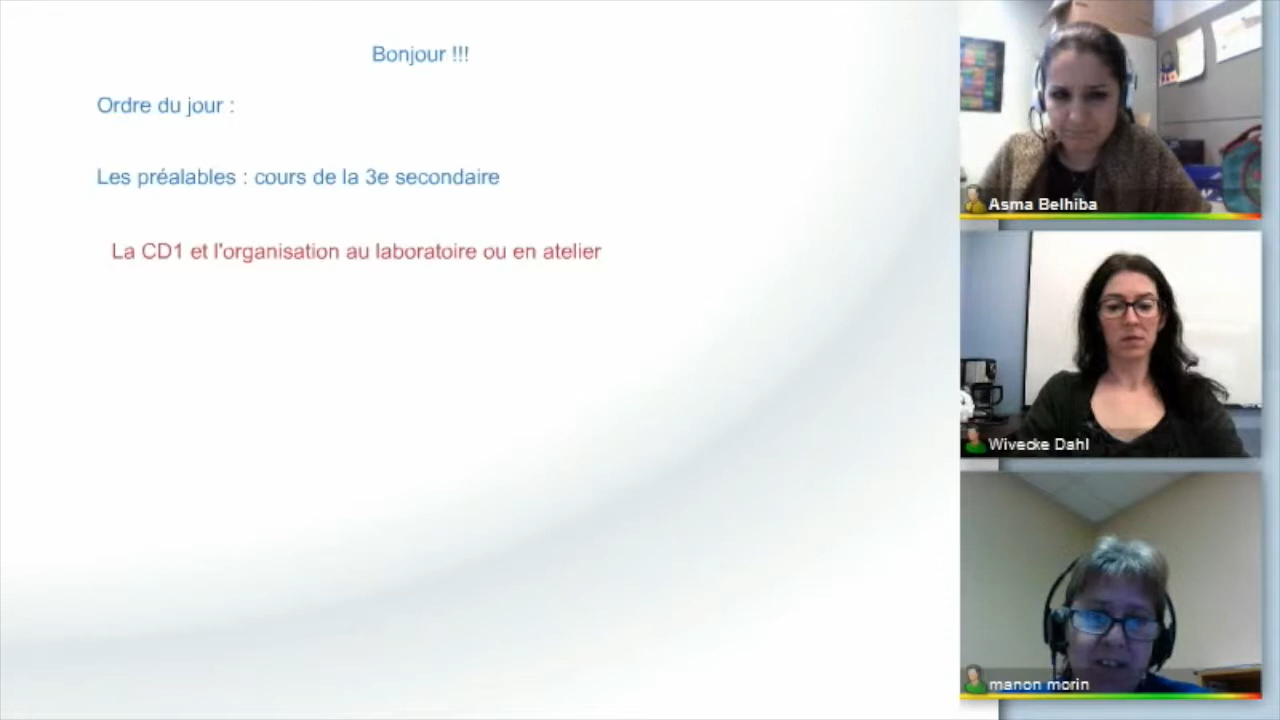 Bonjour !!!
Ordre du jour :
Les préalables : cours de la 3e secondaire
La CD1 et l'organisation au laboratoire ou en atelier
Asma Belhiba
Wivecke Dahl
manon morin